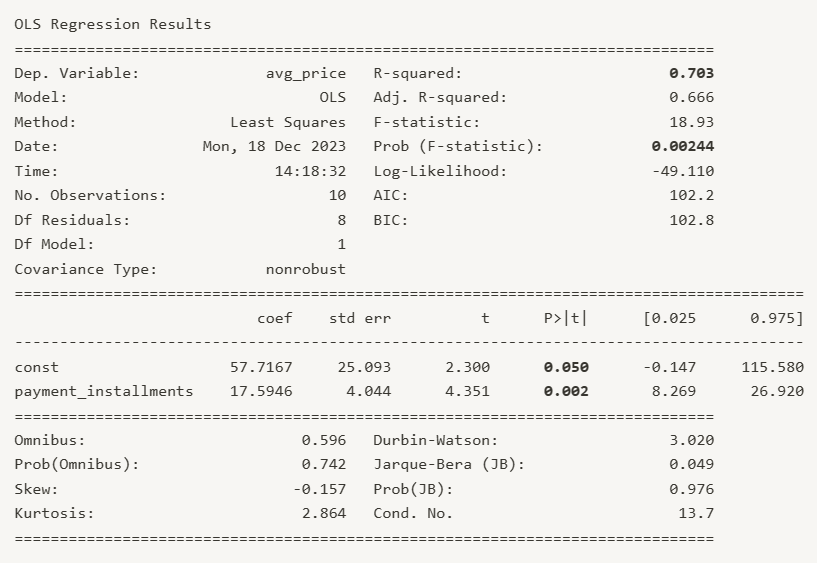 OLS Regression Results
==============================================================================
Dep. Variable:              avg_price   R-squared:                       0.703
Model:                            OLS   Adj. R-squared:                  0.666
Method:                 Least Squares   F-statistic:                     18.93
Date:                Mon, 18 Dec 2023   Prob (F-statistic):            0.00244
Time:                        14:18:32   Log-Likelihood:                -49.110
No. Observations:                  10   AIC:                             102.2
Df Residuals:                       8   BIC:                             102.8
Df Model:                           1
Covariance Type:            nonrobust
========================================================================================
                           coef    std err          t      P>|t|      [0.025      0.975]
----------------------------------------------------------------------------------------
const                   57.7167     25.093      2.300      0.050      -0.147     115.580
payment_installments    17.5946      4.044      4.351      0.002       8.269      26.920
==============================================================================
Omnibus:                        0.596   Durbin-Watson:                   3.020
Prob(Omnibus):                  0.742   Jarque-Bera (JB):                0.049
Skew:                          -0.157   Prob(JB):                        0.976
Kurtosis:                       2.864   Cond. No.                         13.7
==============================================================================